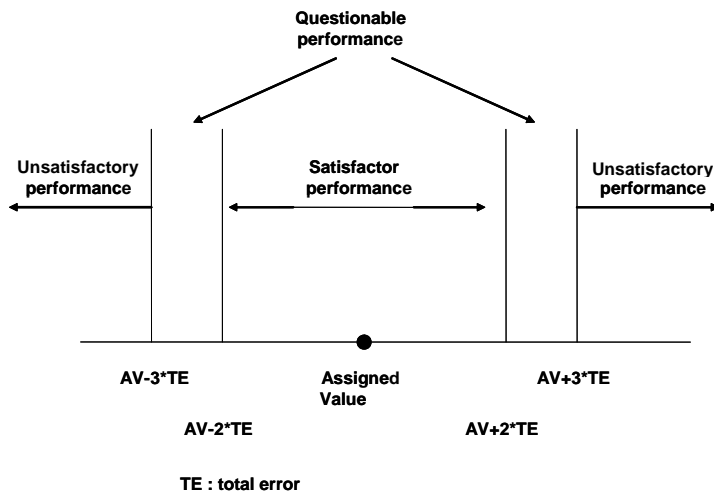 Questionable
performance
Unsatisfactory
performance
Satisfactor
performance
Unsatisfactory
performance
AV-3*TE
Assigned
Value
AV+3*TE
AV-2*TE
AV+2*TE
TE : total error